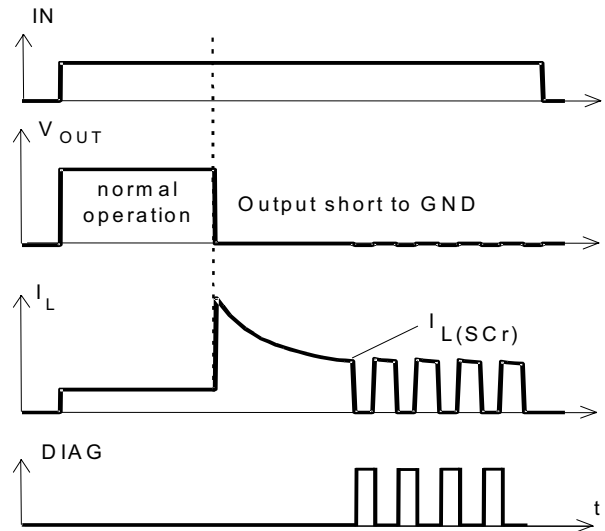 IN
V OUT
normal
operation
Output short to GND
I L
I L(SCr)
DIAG
t